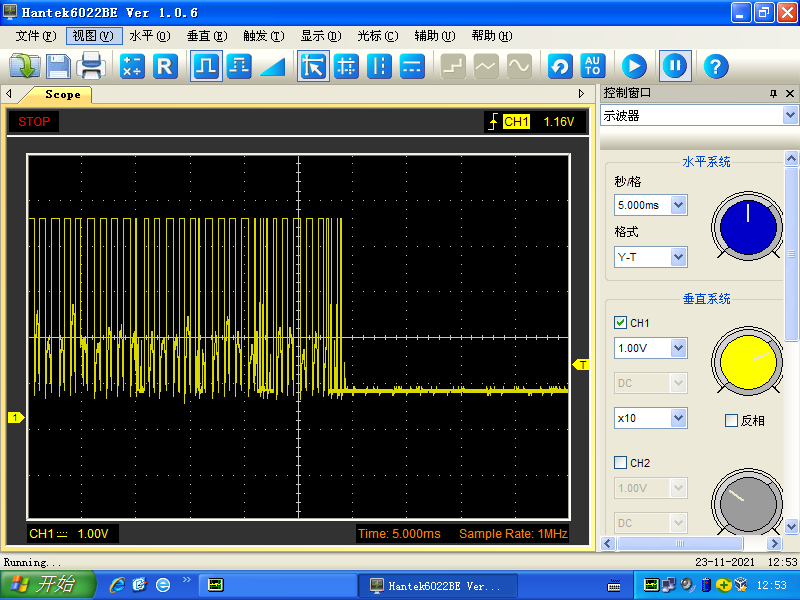 Hantek6022BE Ver 1.0.6
文件(F) 视图(V) 水平(O) 垂直(E) 触发(T) 显示(D) 光标(C) 辅助(U) 帮助(H)
R AU TO ?
Scope
控制窗口
示波器
STOP
CH1 1.16V
水平系统
秒/格
5.000ms
格式
Y-T
垂直系统
CH1
1.00V
DC
x10
反相
CH2
1.00V
DC
T
1
CH1 1.00V
Time: 5.000ms Sample Rate: 1MHz
Running...
23-11-2021 12:53
开始
Hantek6022BE Ver...
12:53